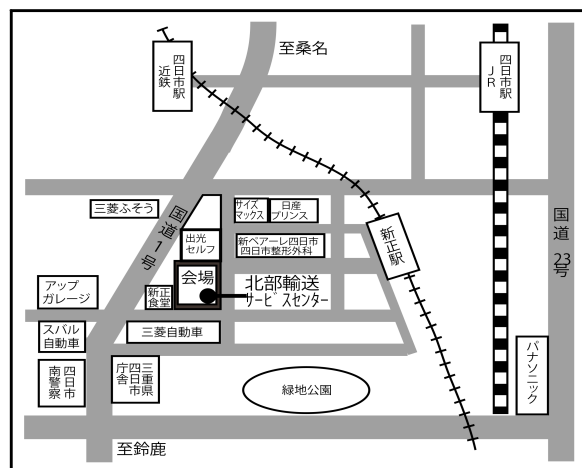 至桑名
近鉄
四日市駅
JR
四日市駅
三菱ふそう
国道1号
サイズ
マックス
日産
プリンス
新正駅
国道23号
出光
セルフ
新ペアーレ四日市
四日市整形外科
会場
北部輸送
サービスセンター
アップ
ガレージ
新正
食堂
スバル
自動車
三菱自動車
四日市
南警察
三重県
四日市
庁舎
緑地公園
パナソニック
至鈴鹿